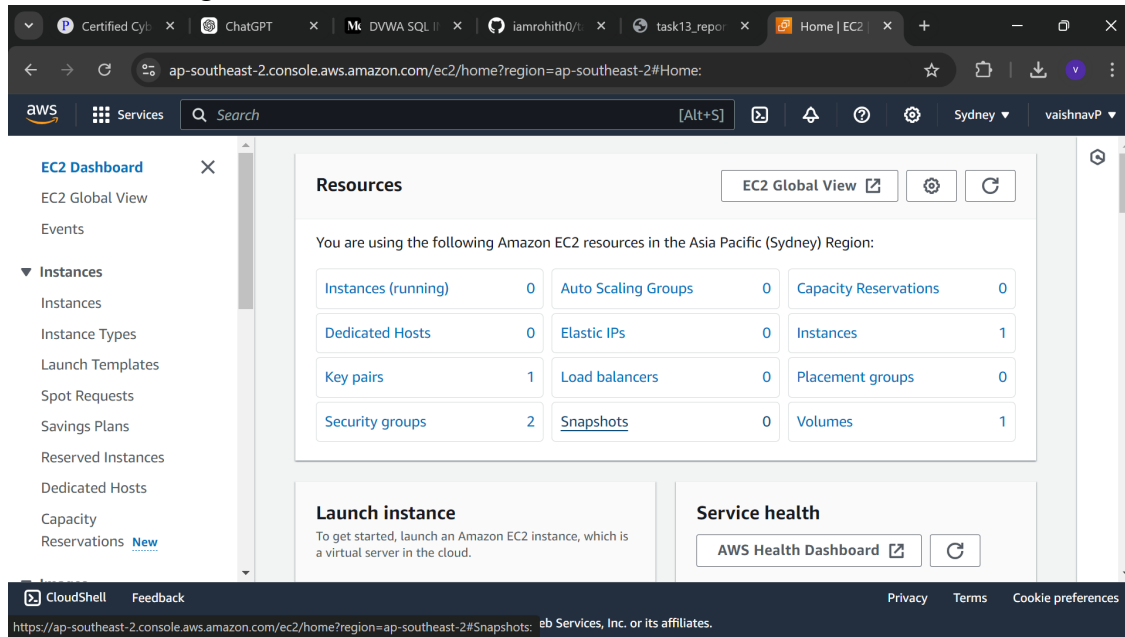 Certified Cyb
ChatGPT
DVWA SQL I
iamrohith0/t
task13_repor
Home | EC2 |
ap-southeast-2.console.aws.amazon.com/ec2/home?region=ap-southeast-2#Home:
v
aws
Services
Search
[Alt+S]
Sydney
vaishnavP
EC2 Dashboard
EC2 Global View
Events
Instances
Instances
Instance Types
Launch Templates
Spot Requests
Savings Plans
Reserved Instances
Dedicated Hosts
Capacity
Reservations New
Resources
EC2 Global View
You are using the following Amazon EC2 resources in the Asia Pacific (Sydney) Region:
Instances (running) 0 Auto Scaling Groups 0 Capacity Reservations 0
Dedicated Hosts 0 Elastic IPs 0 Instances 1
Key pairs 1 Load balancers 0 Placement groups 0
Security groups 2 Snapshots 0 Volumes 1
Launch instance
To get started, launch an Amazon EC2 instance, which is
a virtual server in the cloud.
Service health
AWS Health Dashboard
CloudShell Feedback
Privacy Terms Cookie preferences
https://ap-southeast-2.console.aws.amazon.com/ec2/home?region=ap-southeast-2#Snapshots:
eb Services, Inc. or its affiliates.